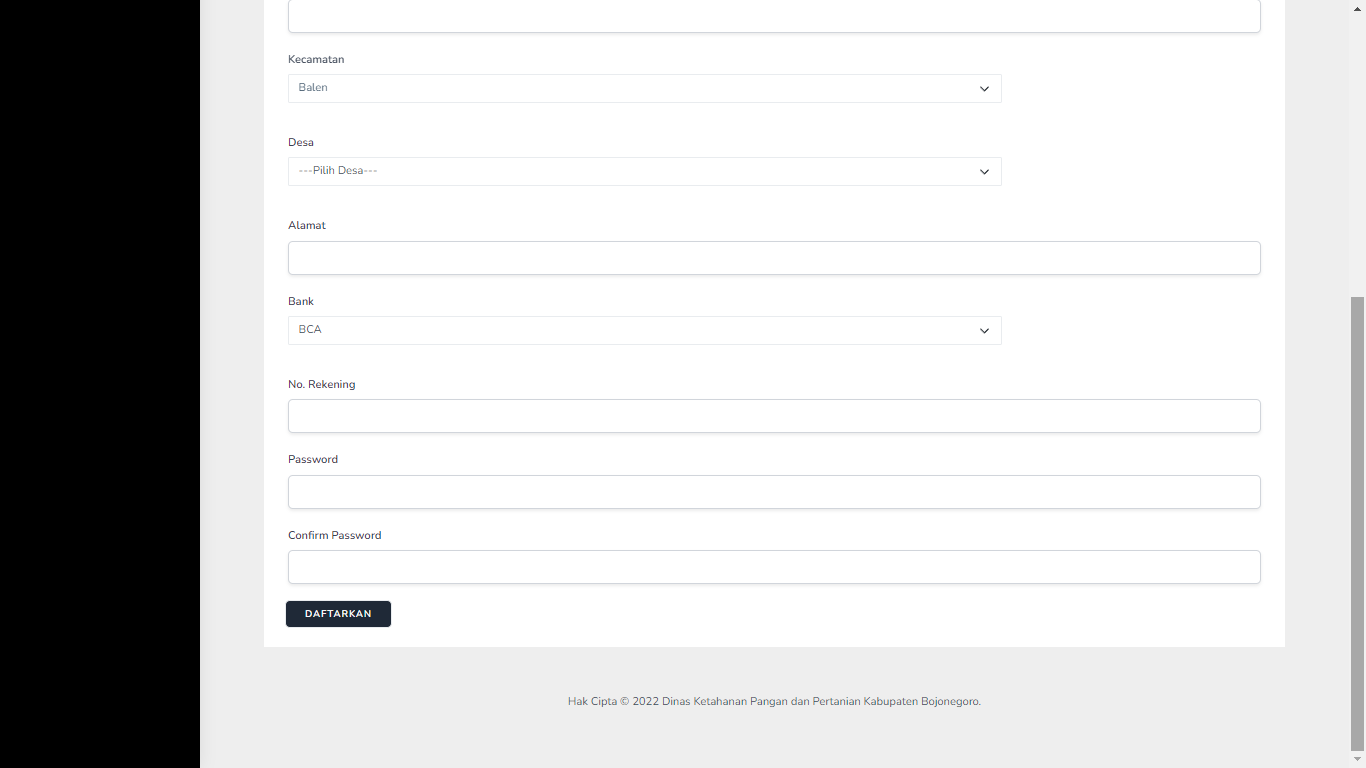 Kecamatan
Balen
Desa
---Pilih Desa---
Alamat
Bank
BCA
No. Rekening
Password
Confirm Password
DAFTARKAN
Hak Cipta © 2022 Dinas Ketahanan Pangan dan Pertanian Kabupaten Bojonegoro.